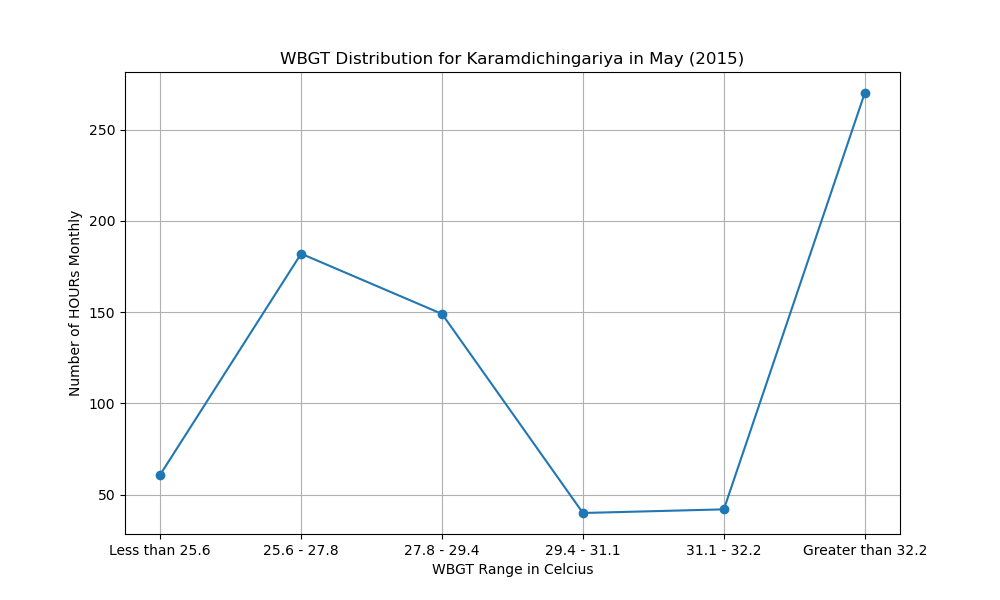 WBGT Distribution for Karamdichingariya in May (2015)
Number of HOURs Monthly
250
200
150
100
50
Less than 25.6
25.6 - 27.8
27.8 - 29.4
29.4 - 31.1
31.1 - 32.2
Greater than 32.2
WBGT Range in Celcius